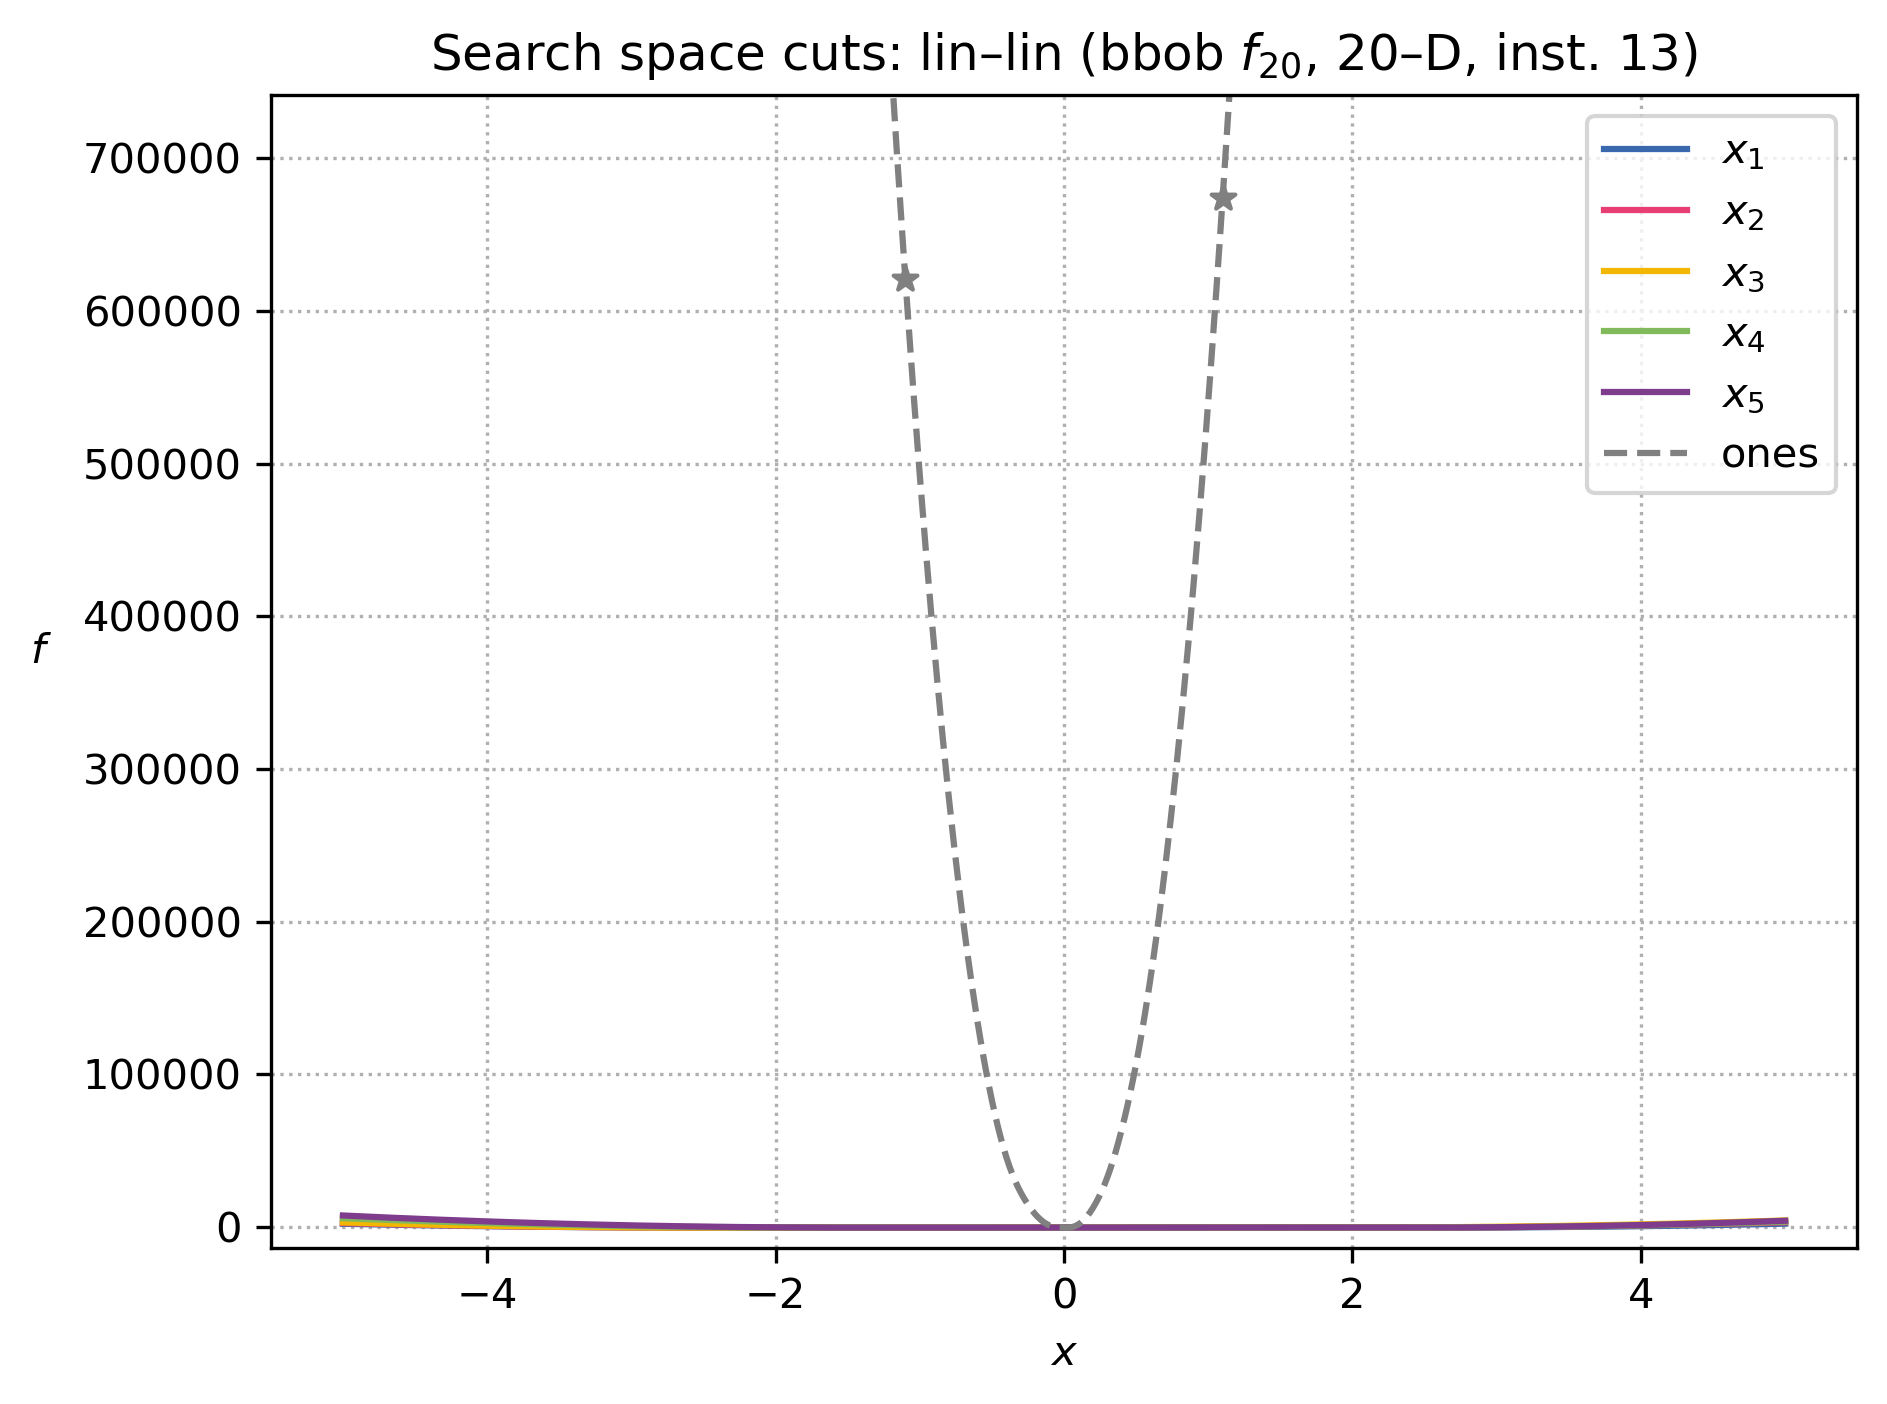 Search space cuts: lin–lin (bbob f20, 20–D, inst. 13)
700000
600000
500000
400000
300000
200000
100000
0
f
−4
−2
0
2
4
x
x1
x2
x3
x4
x5
ones